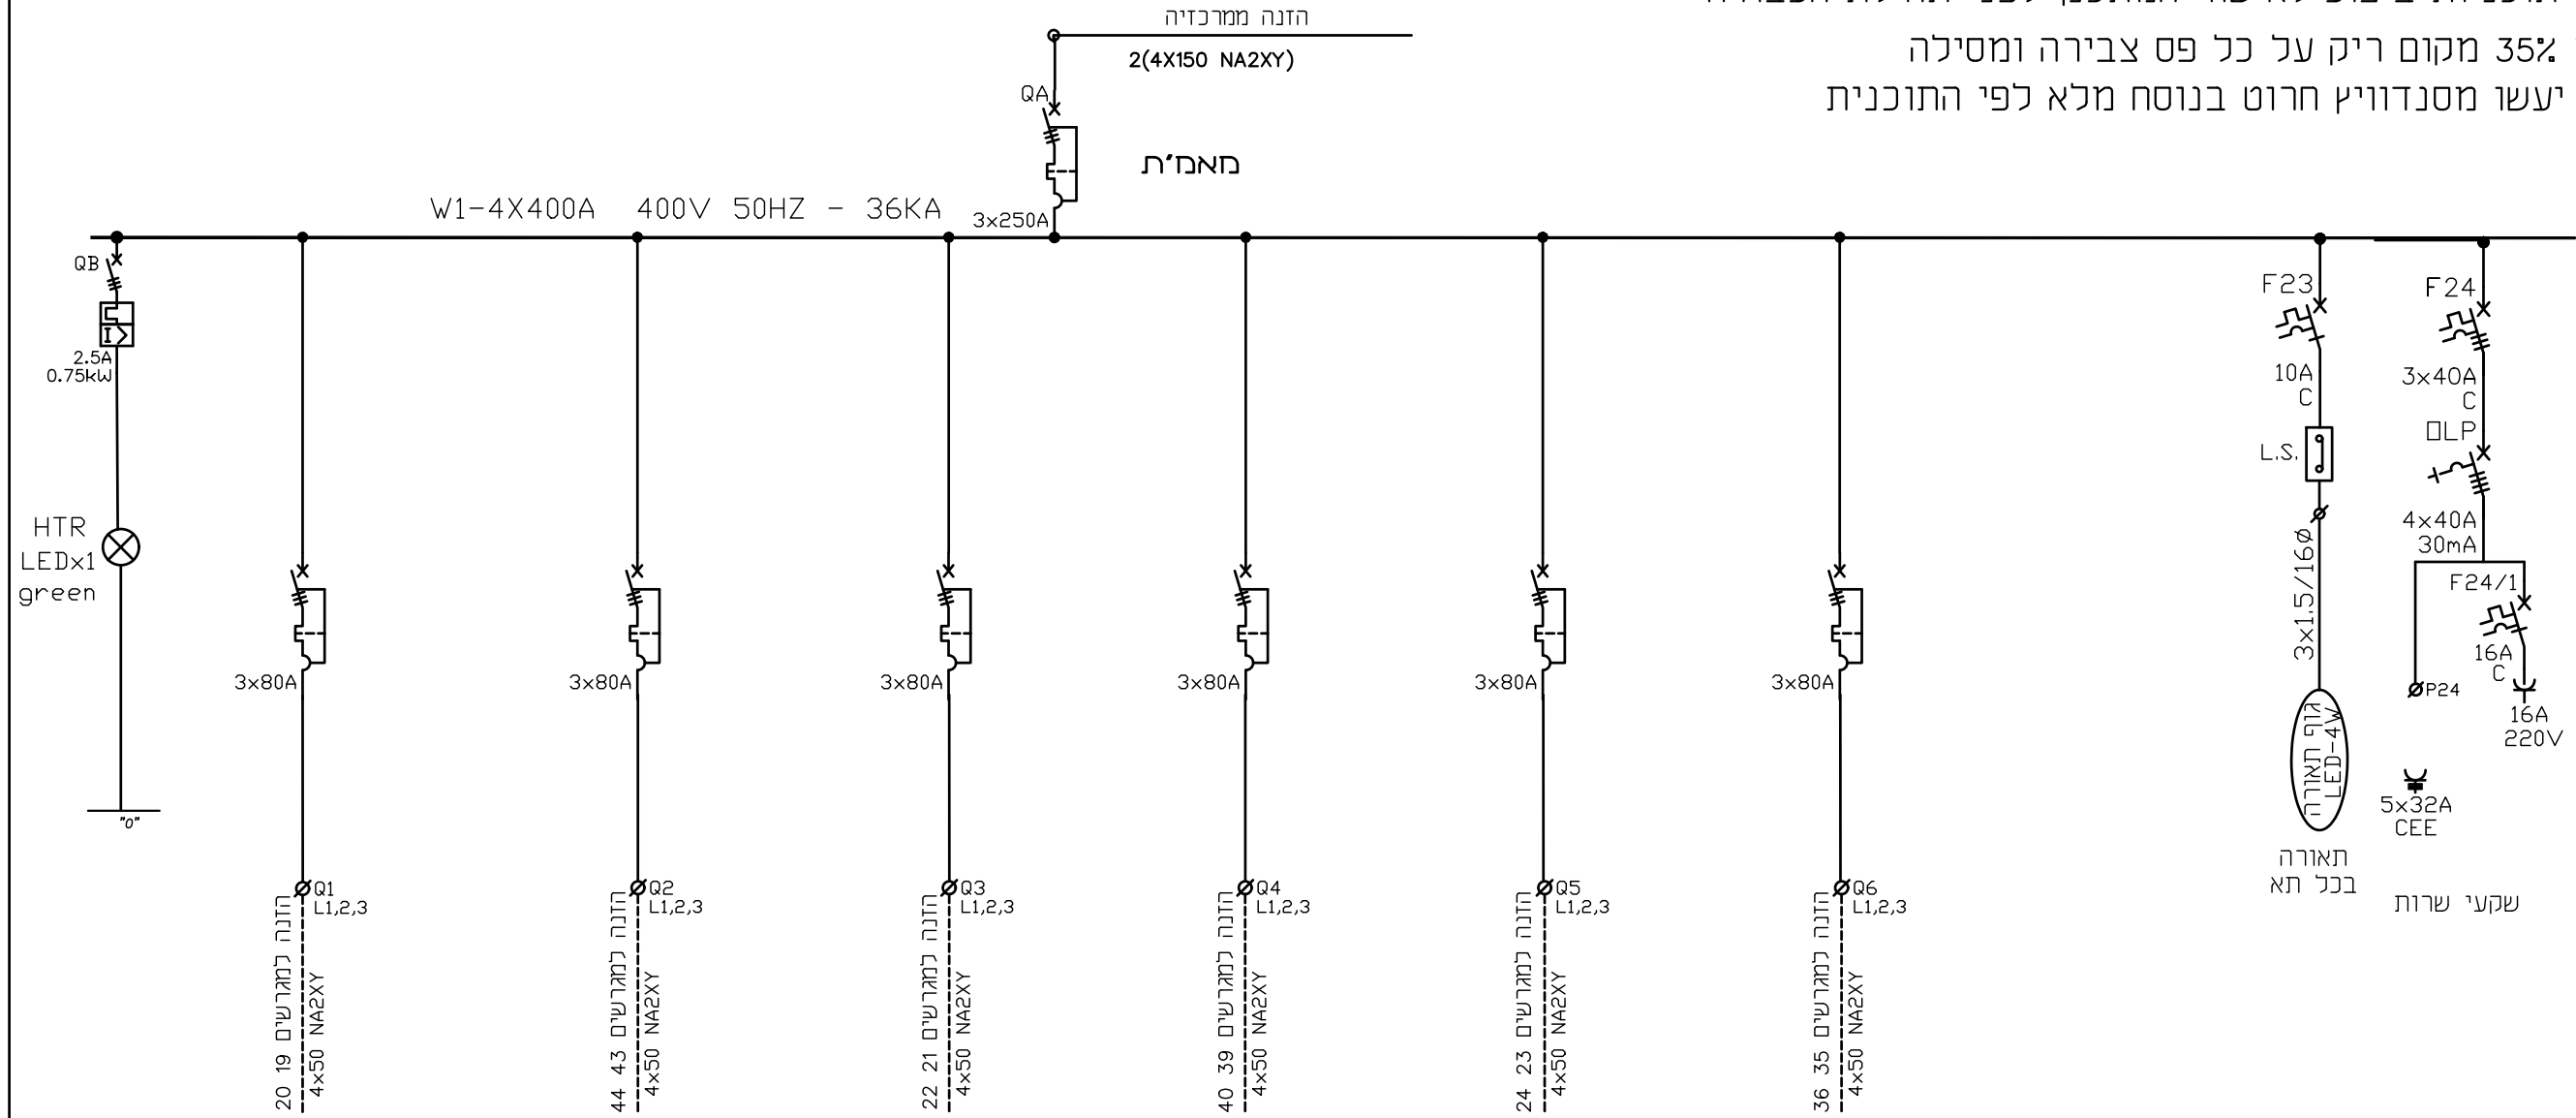 הזנה ממרכזיה
2(4X150 NA2XY)
35% מקום ריק על כל פס צבירה ומסילה
יעשו מסנדוויץ חרוט בנוסח מלא לפי התוכנית
QA
מאמ'ת
3x250A
W1-4X400A 400V 50HZ - 36KA
QB
2.5A
0.75kW
HTR
LEDx1
green
"0"
3x80A
Q1
L1,2,3
הזנה למגרשים 19 20
4x50 NA2XY
3x80A
Q2
L1,2,3
הזנה למגרשים 43 44
4x50 NA2XY
3x80A
Q3
L1,2,3
הזנה למגרשים 21 22
4x50 NA2XY
3x80A
Q4
L1,2,3
הזנה למגרשים 39 40
4x50 NA2XY
3x80A
Q5
L1,2,3
הזנה למגרשים 23 24
4x50 NA2XY
3x80A
Q6
L1,2,3
הזנה למגרשים 35 36
4x50 NA2XY
F23
10A
C
L.S.
3x1.5/16Ø
גוף תאורה
LED-4W
תאורה
בכל תא
F24
3x40A
C
OLP
4x40A
30mA
F24/1
16A
C
P24
16A
220V
5x32A
CEE
שקעי שרות